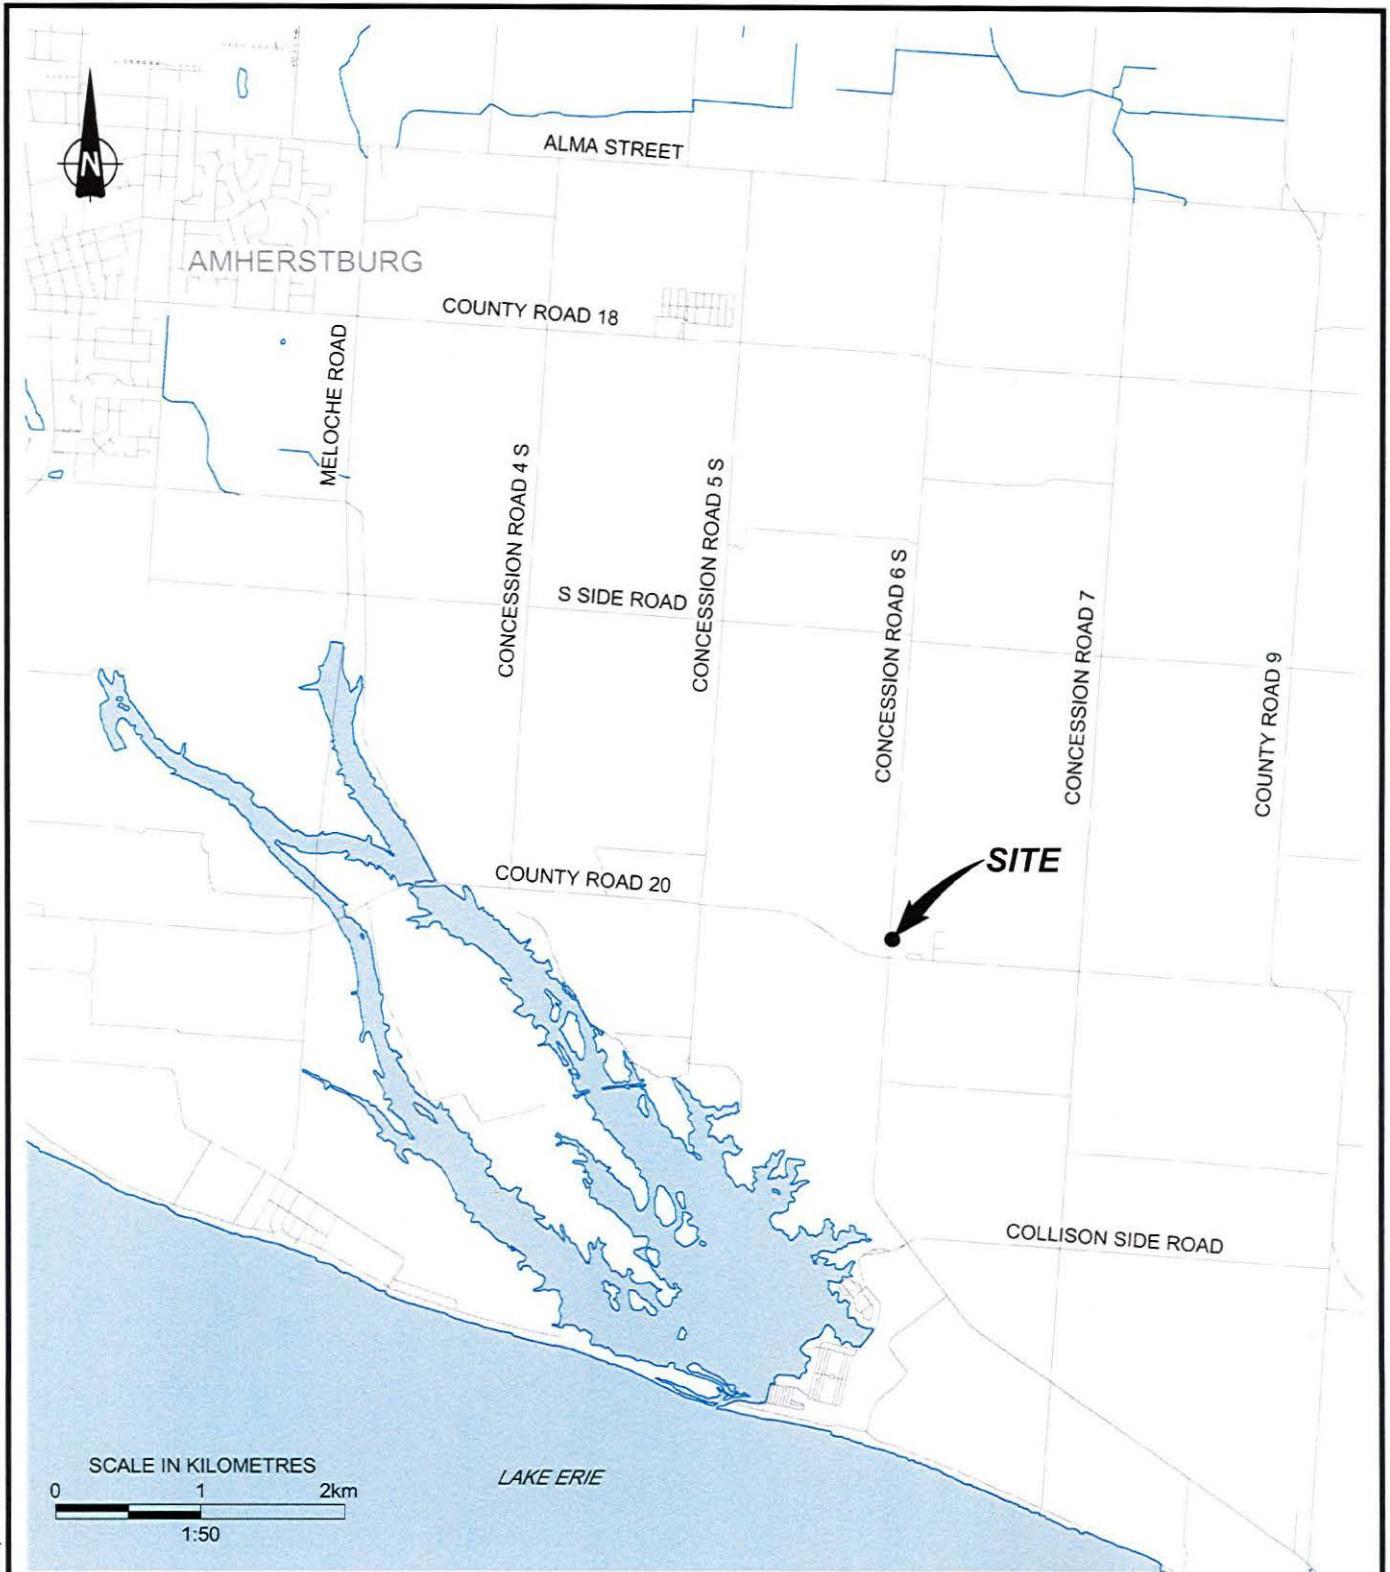 ALMA STREET
N
AMHERSTBURG
COUNTY ROAD 18
MELOCHE ROAD
CONCESSION ROAD 4 S
CONCESSION ROAD 5 S
CONCESSION ROAD 6 S
S SIDE ROAD
CONCESSION ROAD 7
COUNTY ROAD 9
SITE
COUNTY ROAD 20
COLLISON SIDE ROAD
SCALE IN KILOMETRES
LAKE ERIE
0 1 2km
1:50